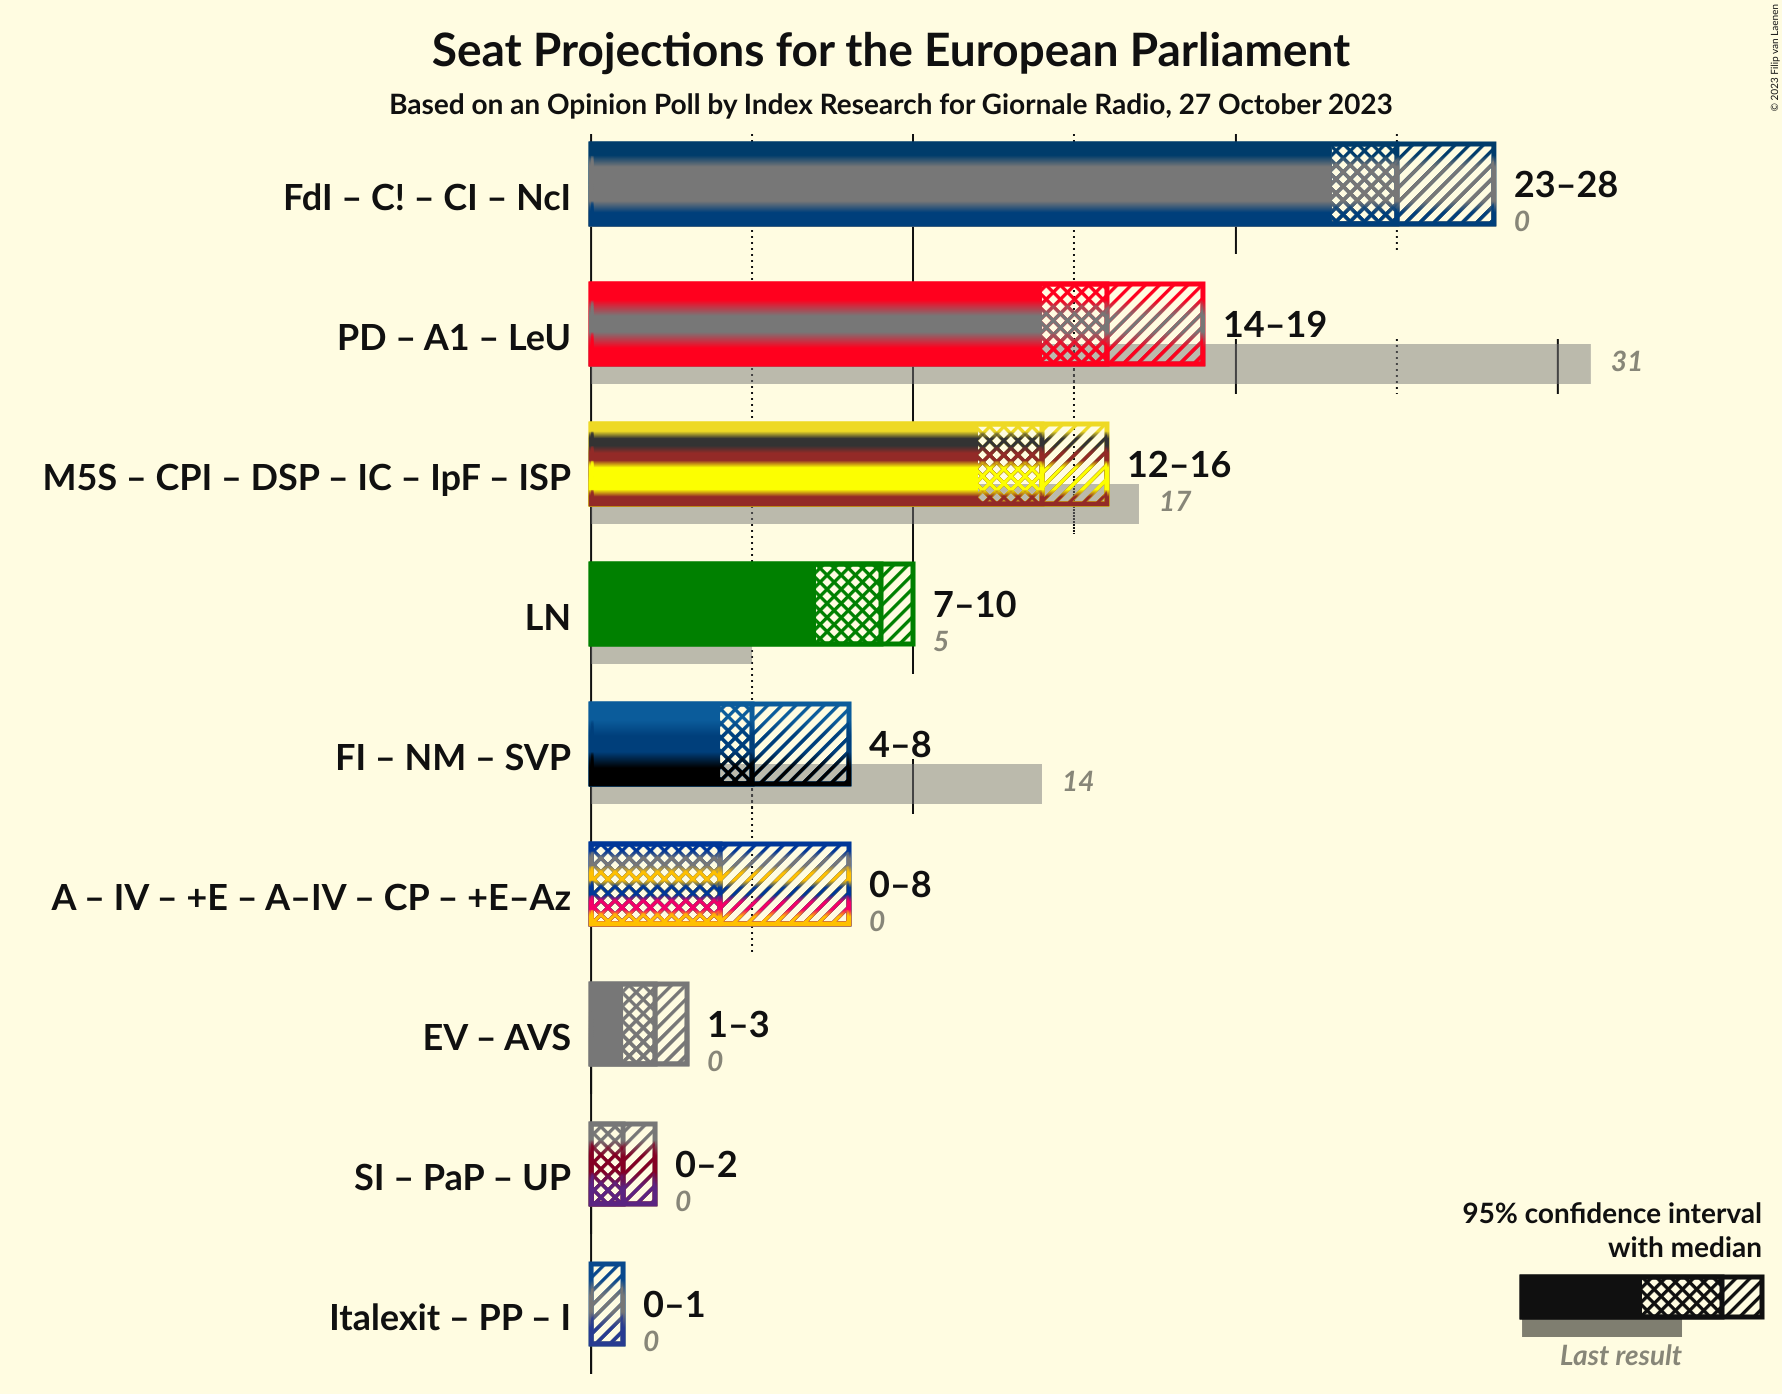 Seat Projections for the European Parliament
Based on an Opinion Poll by Index Research for Giornale Radio, 27 October 2023
© 2023 Filip van Laenen
FdI – C! – CI – NcI
23–28
0
PD – A1 – LeU
14–19
31
M5S – CPI – DSP – IC – IpF – ISP
12–16
17
LN
7–10
5
FI – NM – SVP
4–8
14
A – IV – +E – A–IV – CP – +E–Az
0–8
0
EV – AVS
1–3
0
SI – PaP – UP
0–2
0
Italexit – PP – I
0–1
0
95% confidence interval
with median
Last result